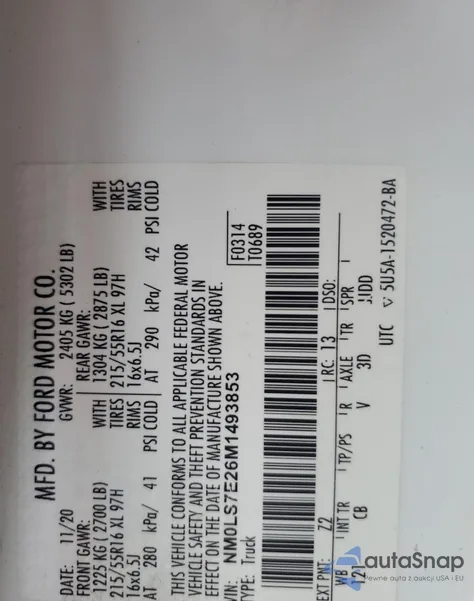 MFD. BY FORD MOTOR CO.
DATE: 11/20 GVWR: 2405 KG ( 5302 LB)
FRONT GAWR: REAR GAWR:
1225 KG ( 2700 LB) WITH 1304 KG ( 2875 LB) WITH
215/55R16 XL 97H TIRES 215/55R16 XL 97H TIRES
16x6.5J RIMS 16x6.5J RIMS
AT 280 kPa/ 41 PSI COLD AT 290 kPa/ 42 PSI COLD
THIS VEHICLE CONFORMS TO ALL APPLICABLE FEDERAL MOTOR
VEHICLE SAFETY AND THEFT PREVENTION STANDARDS IN
EFFECT ON THE DATE OF MANUFACTURE SHOWN ABOVE.
VIN: NM0LS7E26M1493853
TYPE: Truck
F0314
T0689
EXT PNT: Z2 RC: 13 DSO:
WB INT TR TP/PS R AXLE TR SPR
121 CB V 3D
UTC 5U5A-1520472-BA
autaSnap
Pewne auta z aukcji USA i EU